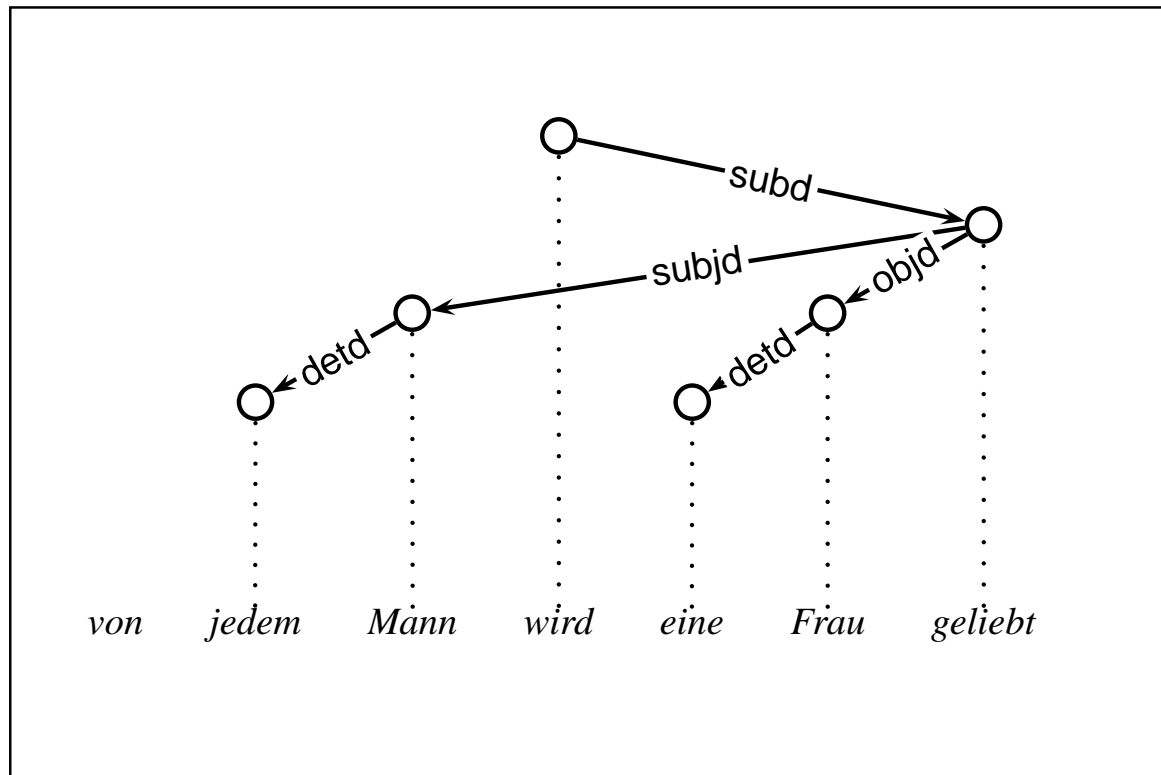 subd
subjd
objd
detd
detd
von jedem Mann wird eine Frau geliebt